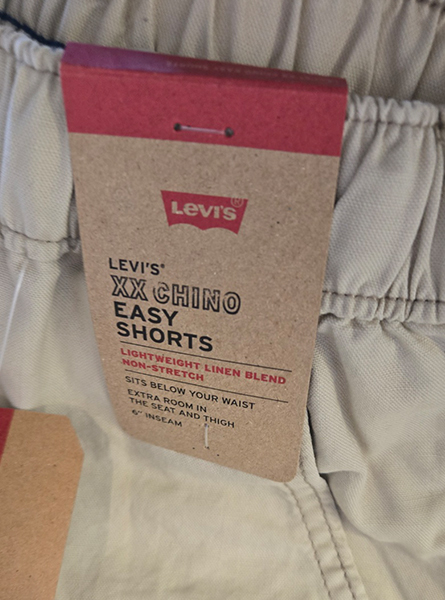 Levi's®
LEVI'S®
XX CHINO
EASY
SHORTS
LIGHTWEIGHT LINEN BLEND
NON-STRETCH
SITS BELOW YOUR WAIST
EXTRA ROOM IN
THE SEAT AND THIGH
6" INSEAM